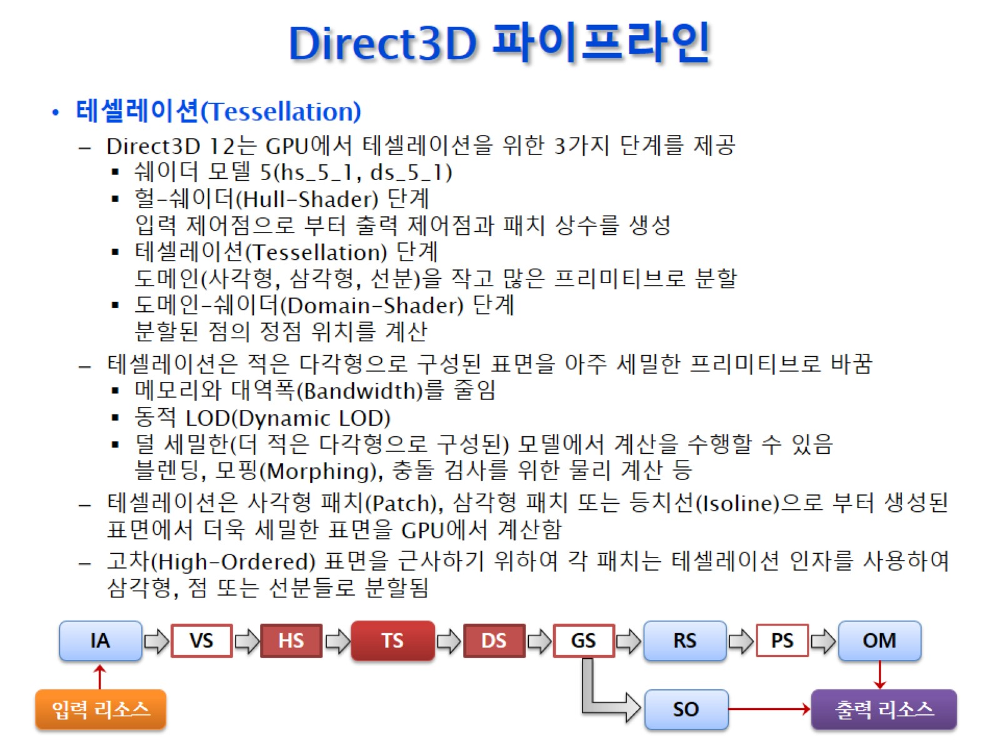 Direct3D 파이프라인
• 테셀레이션(Tessellation)
– Direct3D 12는 GPU에서 테셀레이션을 위한 3가지 단계를 제공
▪ 쉐이더 모델 5(hs_5_1, ds_5_1)
▪ 헐-쉐이더(Hull-Shader) 단계
입력 제어점으로 부터 출력 제어점과 패치 상수를 생성
▪ 테셀레이션(Tessellation) 단계
도메인(사각형, 삼각형, 선분)을 작고 많은 프리미티브로 분할
▪ 도메인-쉐이더(Domain-Shader) 단계
분할된 점의 정점 위치를 계산
– 테셀레이션은 적은 다각형으로 구성된 표면을 아주 세밀한 프리미티브로 바꿈
▪ 메모리와 대역폭(Bandwidth)를 줄임
▪ 동적 LOD(Dynamic LOD)
▪ 덜 세밀한(더 적은 다각형으로 구성된) 모델에서 계산을 수행할 수 있음
블렌딩, 모핑(Morphing), 충돌 검사를 위한 물리 계산 등
– 테셀레이션은 사각형 패치(Patch), 삼각형 패치 또는 등치선(Isoline)으로 부터 생성된
표면에서 더욱 세밀한 표면을 GPU에서 계산함
– 고차(High-Ordered) 표면을 근사하기 위하여 각 패치는 테셀레이션 인자를 사용하여
삼각형, 점 또는 선분들로 분할됨
IA VS HS TS DS GS RS PS OM
입력 리소스 SO 출력 리소스